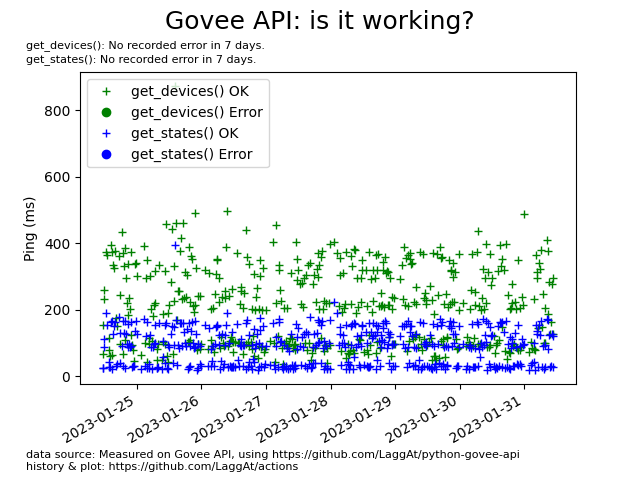 Govee API: is it working?
get_devices(): No recorded error in 7 days.
get_states(): No recorded error in 7 days.
get_devices() OK
get_devices() Error
get_states() OK
get_states() Error
800
600
400
200
0
Ping (ms)
2023-01-25
2023-01-26
2023-01-27
2023-01-28
2023-01-29
2023-01-30
2023-01-31
data source: Measured on Govee API, using https://github.com/LaggAt/python-govee-api
history & plot: https://github.com/LaggAt/actions